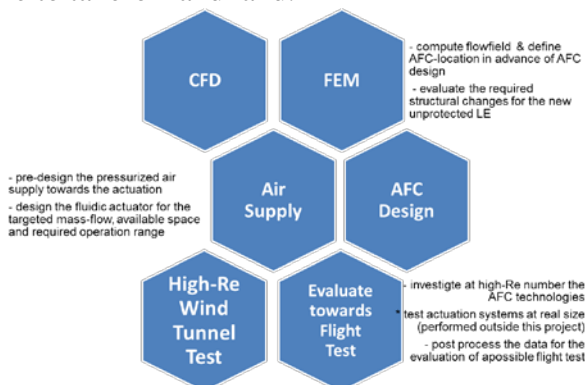 CFD
FEM
- compute flowfield & define
AFC-location in advance of AFC
design
- evaluate the required
structural changes for the new
unprotected LE
- pre-design the pressurized air
supply towards the actuation
- design the fluidic actuator for the
targeted mass-flow, available space
and required operation range
Air
Supply
AFC
Design
High-Re
Wind
Tunnel
Test
Evaluate
towards
Flight
Test
- investigte at high-Re number the
AFC technologies
* test actuation systems at real size
(performed outside this project)
- post process the data for the
evaluation of apossible flight test